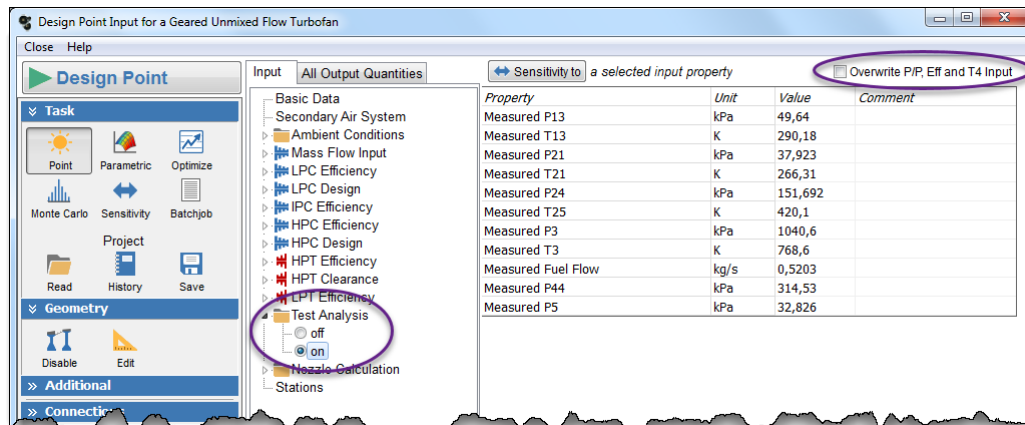 Design Point Input for a Geared Unmixed Flow Turbofan
Close Help
Design Point
Task
Point Parametric Optimize
Monte Carlo Sensitivity Batchjob
Project
Read History Save
Geometry
Disable Edit
Additional
Input All Output Quantities
Basic Data
Secondary Air System
Ambient Conditions
Mass Flow Input
LPC Efficiency
LPC Design
IPC Efficiency
HPC Efficiency
HPC Design
HPT Efficiency
HPT Clearance
LPT Efficiency
Test Analysis
off
on
Nozzle Calculation
Stations
Sensitivity to a selected input property
Overwrite P/P, Eff and T4 Input
Property Unit Value Comment
Measured P13 kPa 49,64
Measured T13 K 290,18
Measured P21 kPa 37,923
Measured T21 K 266,31
Measured P24 kPa 151,692
Measured T25 K 420,1
Measured P3 kPa 1040,6
Measured T3 K 768,6
Measured Fuel Flow kg/s 0,5203
Measured P44 kPa 314,53
Measured P5 kPa 32,826